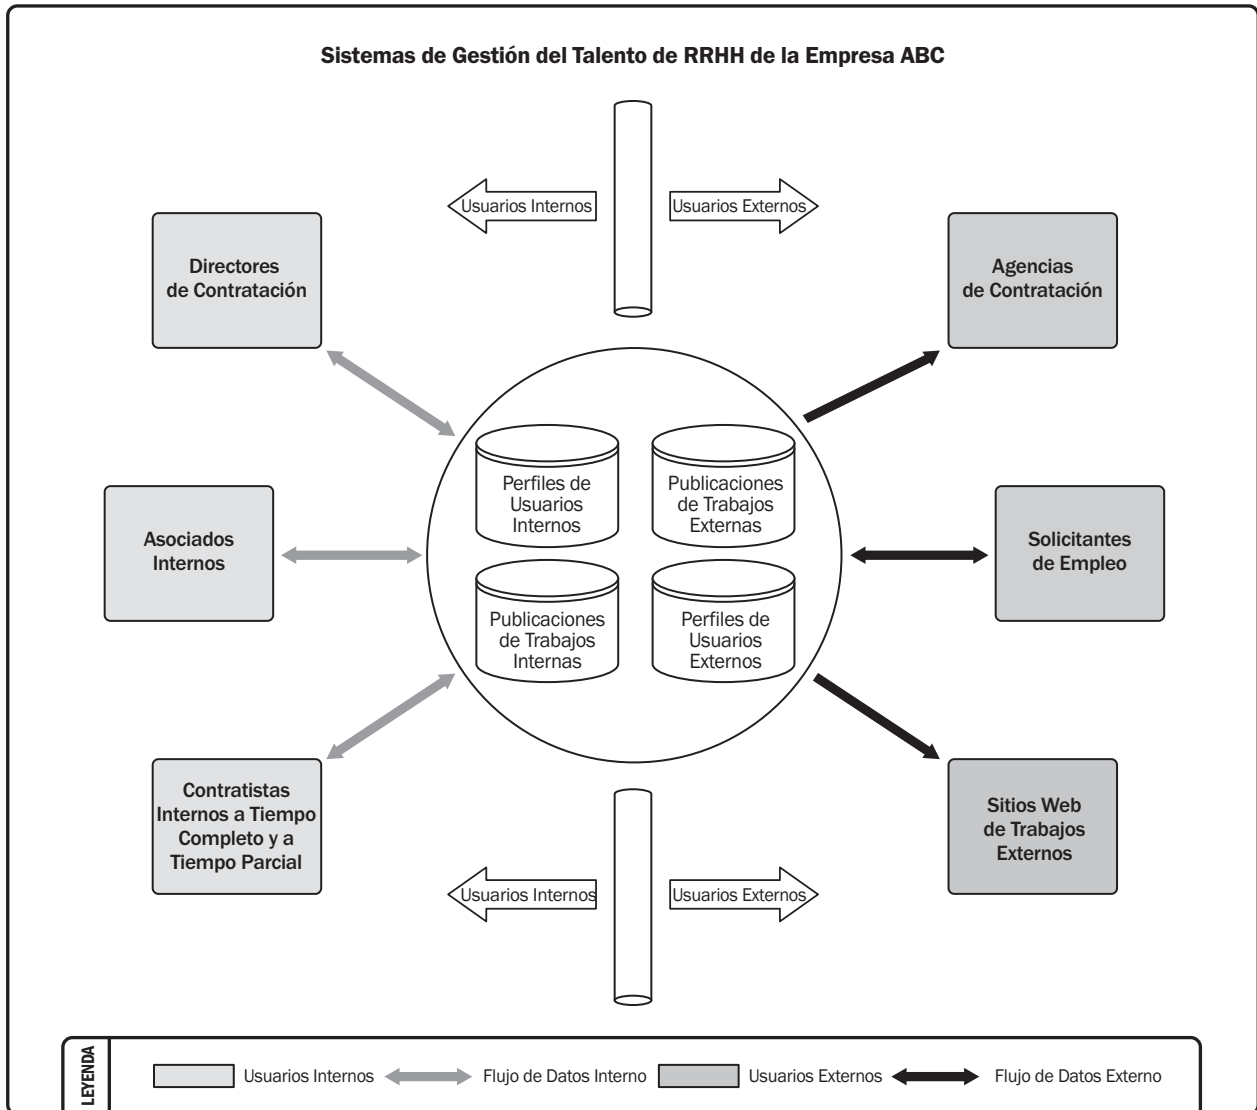 Sistemas de Gestión del Talento de RRHH de la Empresa ABC
Usuarios Internos
Usuarios Externos
Directores
de Contratación
Agencias
de Contratación
Perfiles de
Usuarios
Internos
Publicaciones
de Trabajos
Externas
Asociados
Internos
Solicitantes
de Empleo
Publicaciones
de Trabajos
Internas
Perfiles de
Usuarios
Externos
Contratistas
Internos a Tiempo
Completo y a
Tiempo Parcial
Sitios Web
de Trabajos
Externos
Usuarios Internos
Usuarios Externos
LEYENDA
Usuarios Internos
Flujo de Datos Interno
Usuarios Externos
Flujo de Datos Externo